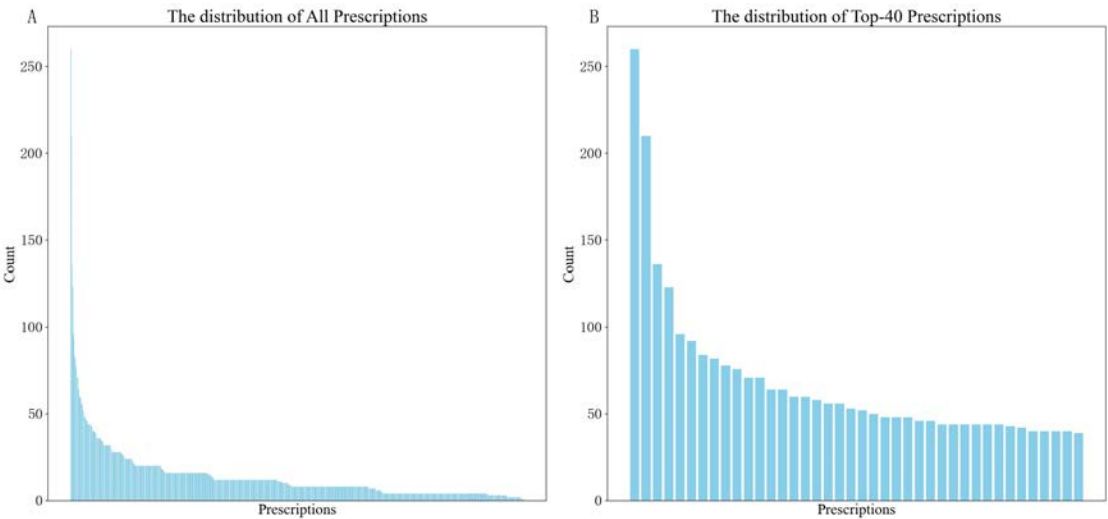 A
The distribution of All Prescriptions
250
200
150
100
50
0
Count
Prescriptions
B
The distribution of Top-40 Prescriptions
250
200
150
100
50
0
Count
Prescriptions